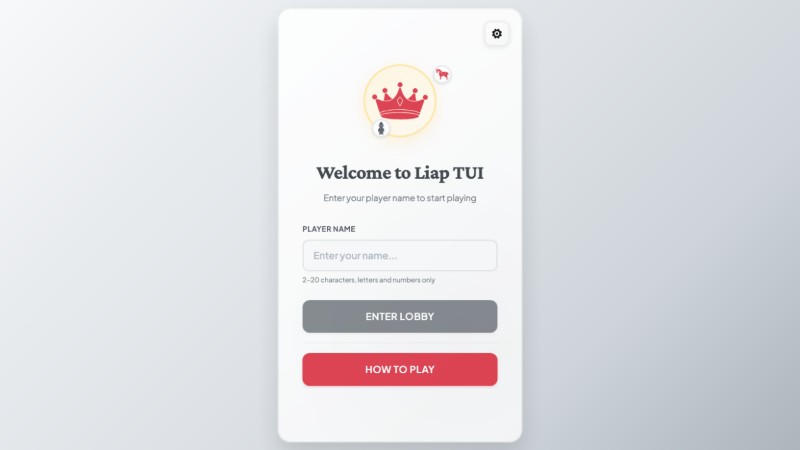 Welcome to Liap TUI
Enter your player name to start playing
PLAYER NAME
Enter your name...
2-20 characters, letters and numbers only
ENTER LOBBY
HOW TO PLAY